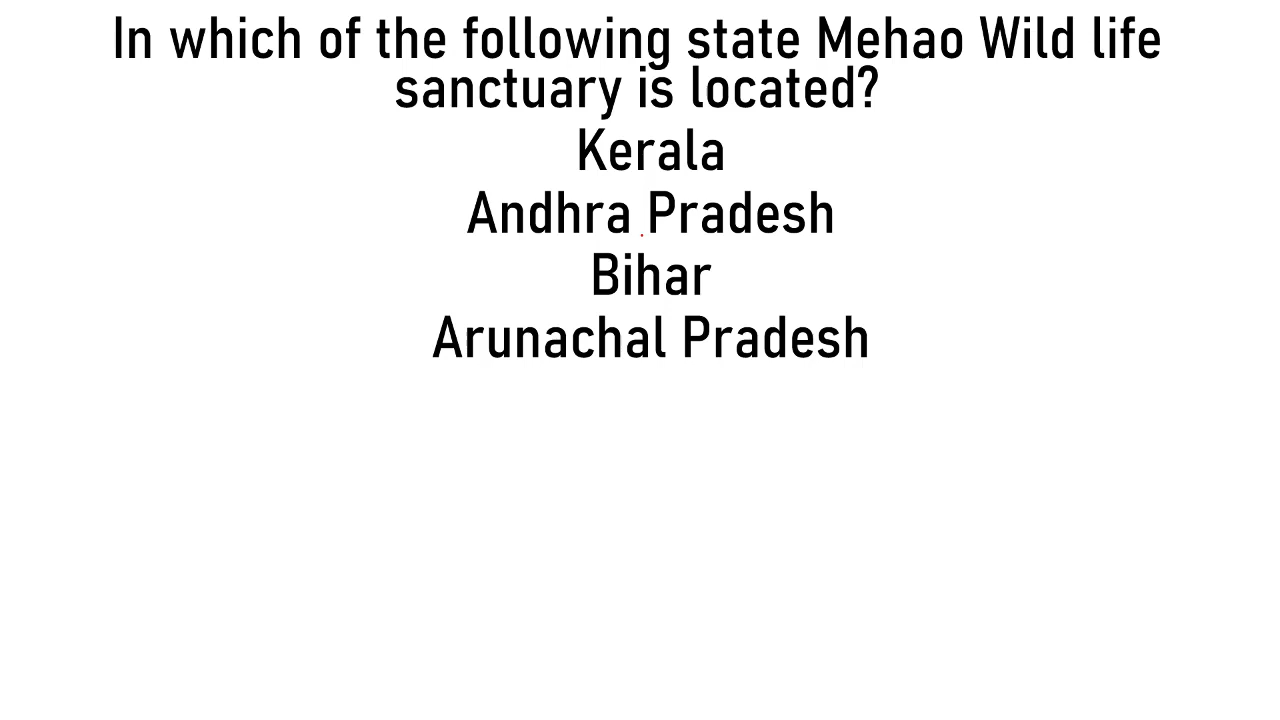 In which of the following state Mehao Wild life
sanctuary is located?
Kerala
Andhra Pradesh
Bihar
Arunachal Pradesh